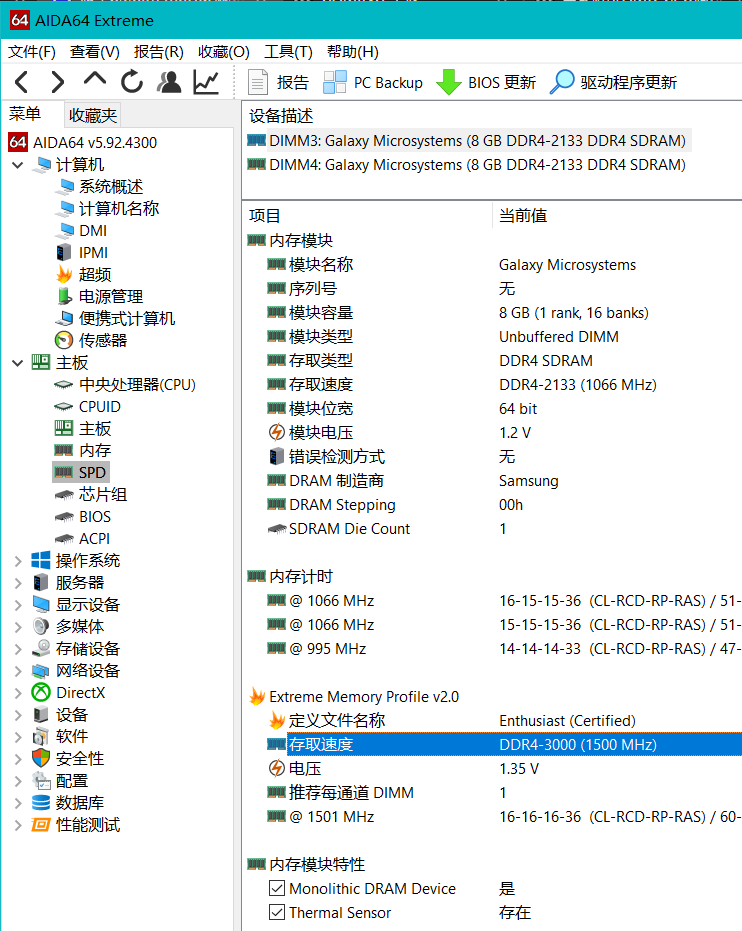 64 AIDA64 Extreme
文件(F) 查看(V) 报告(R) 收藏(O) 工具(T) 帮助(H)
报告 PC Backup BIOS 更新 驱动程序更新
菜单 收藏夹
64 AIDA64 v5.92.4300
计算机
系统概述
计算机名称
DMI
IPMI
超频
电源管理
便携式计算机
传感器
主板
中央处理器(CPU)
CPUID
主板
内存
SPD
芯片组
BIOS
ACPI
操作系统
服务器
显示设备
多媒体
存储设备
网络设备
DirectX
设备
软件
安全性
配置
数据库
性能测试
设备描述
DIMM3: Galaxy Microsystems (8 GB DDR4-2133 DDR4 SDRAM)
DIMM4: Galaxy Microsystems (8 GB DDR4-2133 DDR4 SDRAM)
项目 当前值
内存模块
模块名称 Galaxy Microsystems
序列号 无
模块容量 8 GB (1 rank, 16 banks)
模块类型 Unbuffered DIMM
存取类型 DDR4 SDRAM
存取速度 DDR4-2133 (1066 MHz)
模块位宽 64 bit
模块电压 1.2 V
错误检测方式 无
DRAM 制造商 Samsung
DRAM Stepping 00h
SDRAM Die Count 1
内存计时
@ 1066 MHz 16-15-15-36 (CL-RCD-RP-RAS) / 51-
@ 1066 MHz 15-15-15-36 (CL-RCD-RP-RAS) / 51-
@ 995 MHz 14-14-14-33 (CL-RCD-RP-RAS) / 47-
Extreme Memory Profile v2.0
定义文件名称 Enthusiast (Certified)
存取速度 DDR4-3000 (1500 MHz)
电压 1.35 V
推荐每通道 DIMM 1
@ 1501 MHz 16-16-16-36 (CL-RCD-RP-RAS) / 60-
内存模块特性
Monolithic DRAM Device 是
Thermal Sensor 存在